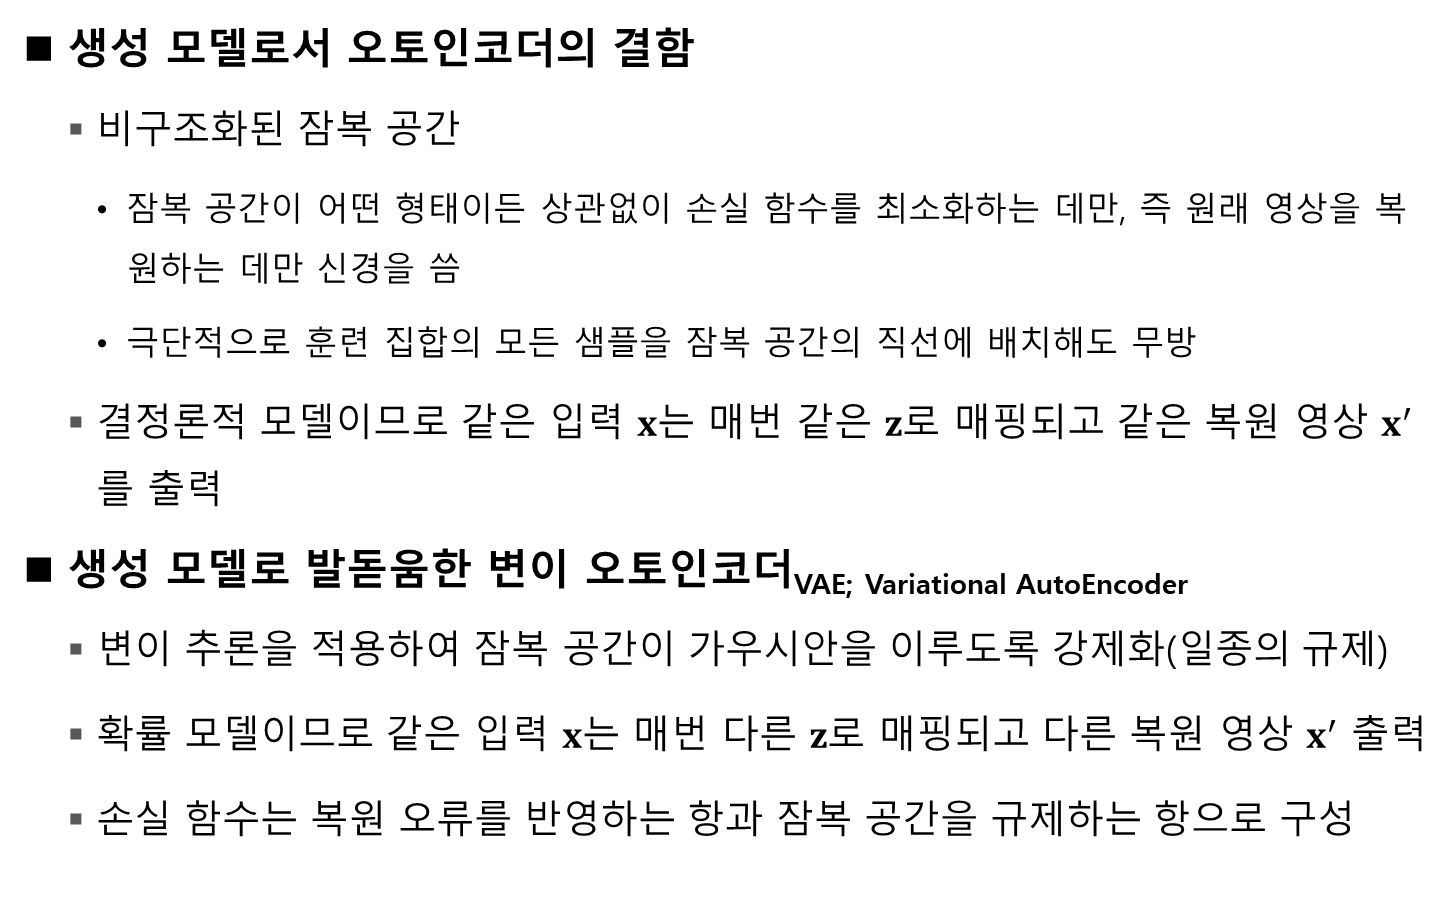 ■ 생성 모델로서 오토인코더의 결함
▪ 비구조화된 잠복 공간
• 잠복 공간이 어떤 형태이든 상관없이 손실 함수를 최소화하는 데만, 즉 원래 영상을 복
원하는 데만 신경을 씀
• 극단적으로 훈련 집합의 모든 샘플을 잠복 공간의 직선에 배치해도 무방
▪ 결정론적 모델이므로 같은 입력 x는 매번 같은 z로 매핑되고 같은 복원 영상 x′
를 출력
■ 생성 모델로 발돋움한 변이 오토인코더VAE; Variational AutoEncoder
▪ 변이 추론을 적용하여 잠복 공간이 가우시안을 이루도록 강제화(일종의 규제)
▪ 확률 모델이므로 같은 입력 x는 매번 다른 z로 매핑되고 다른 복원 영상 x′ 출력
▪ 손실 함수는 복원 오류를 반영하는 항과 잠복 공간을 규제하는 항으로 구성